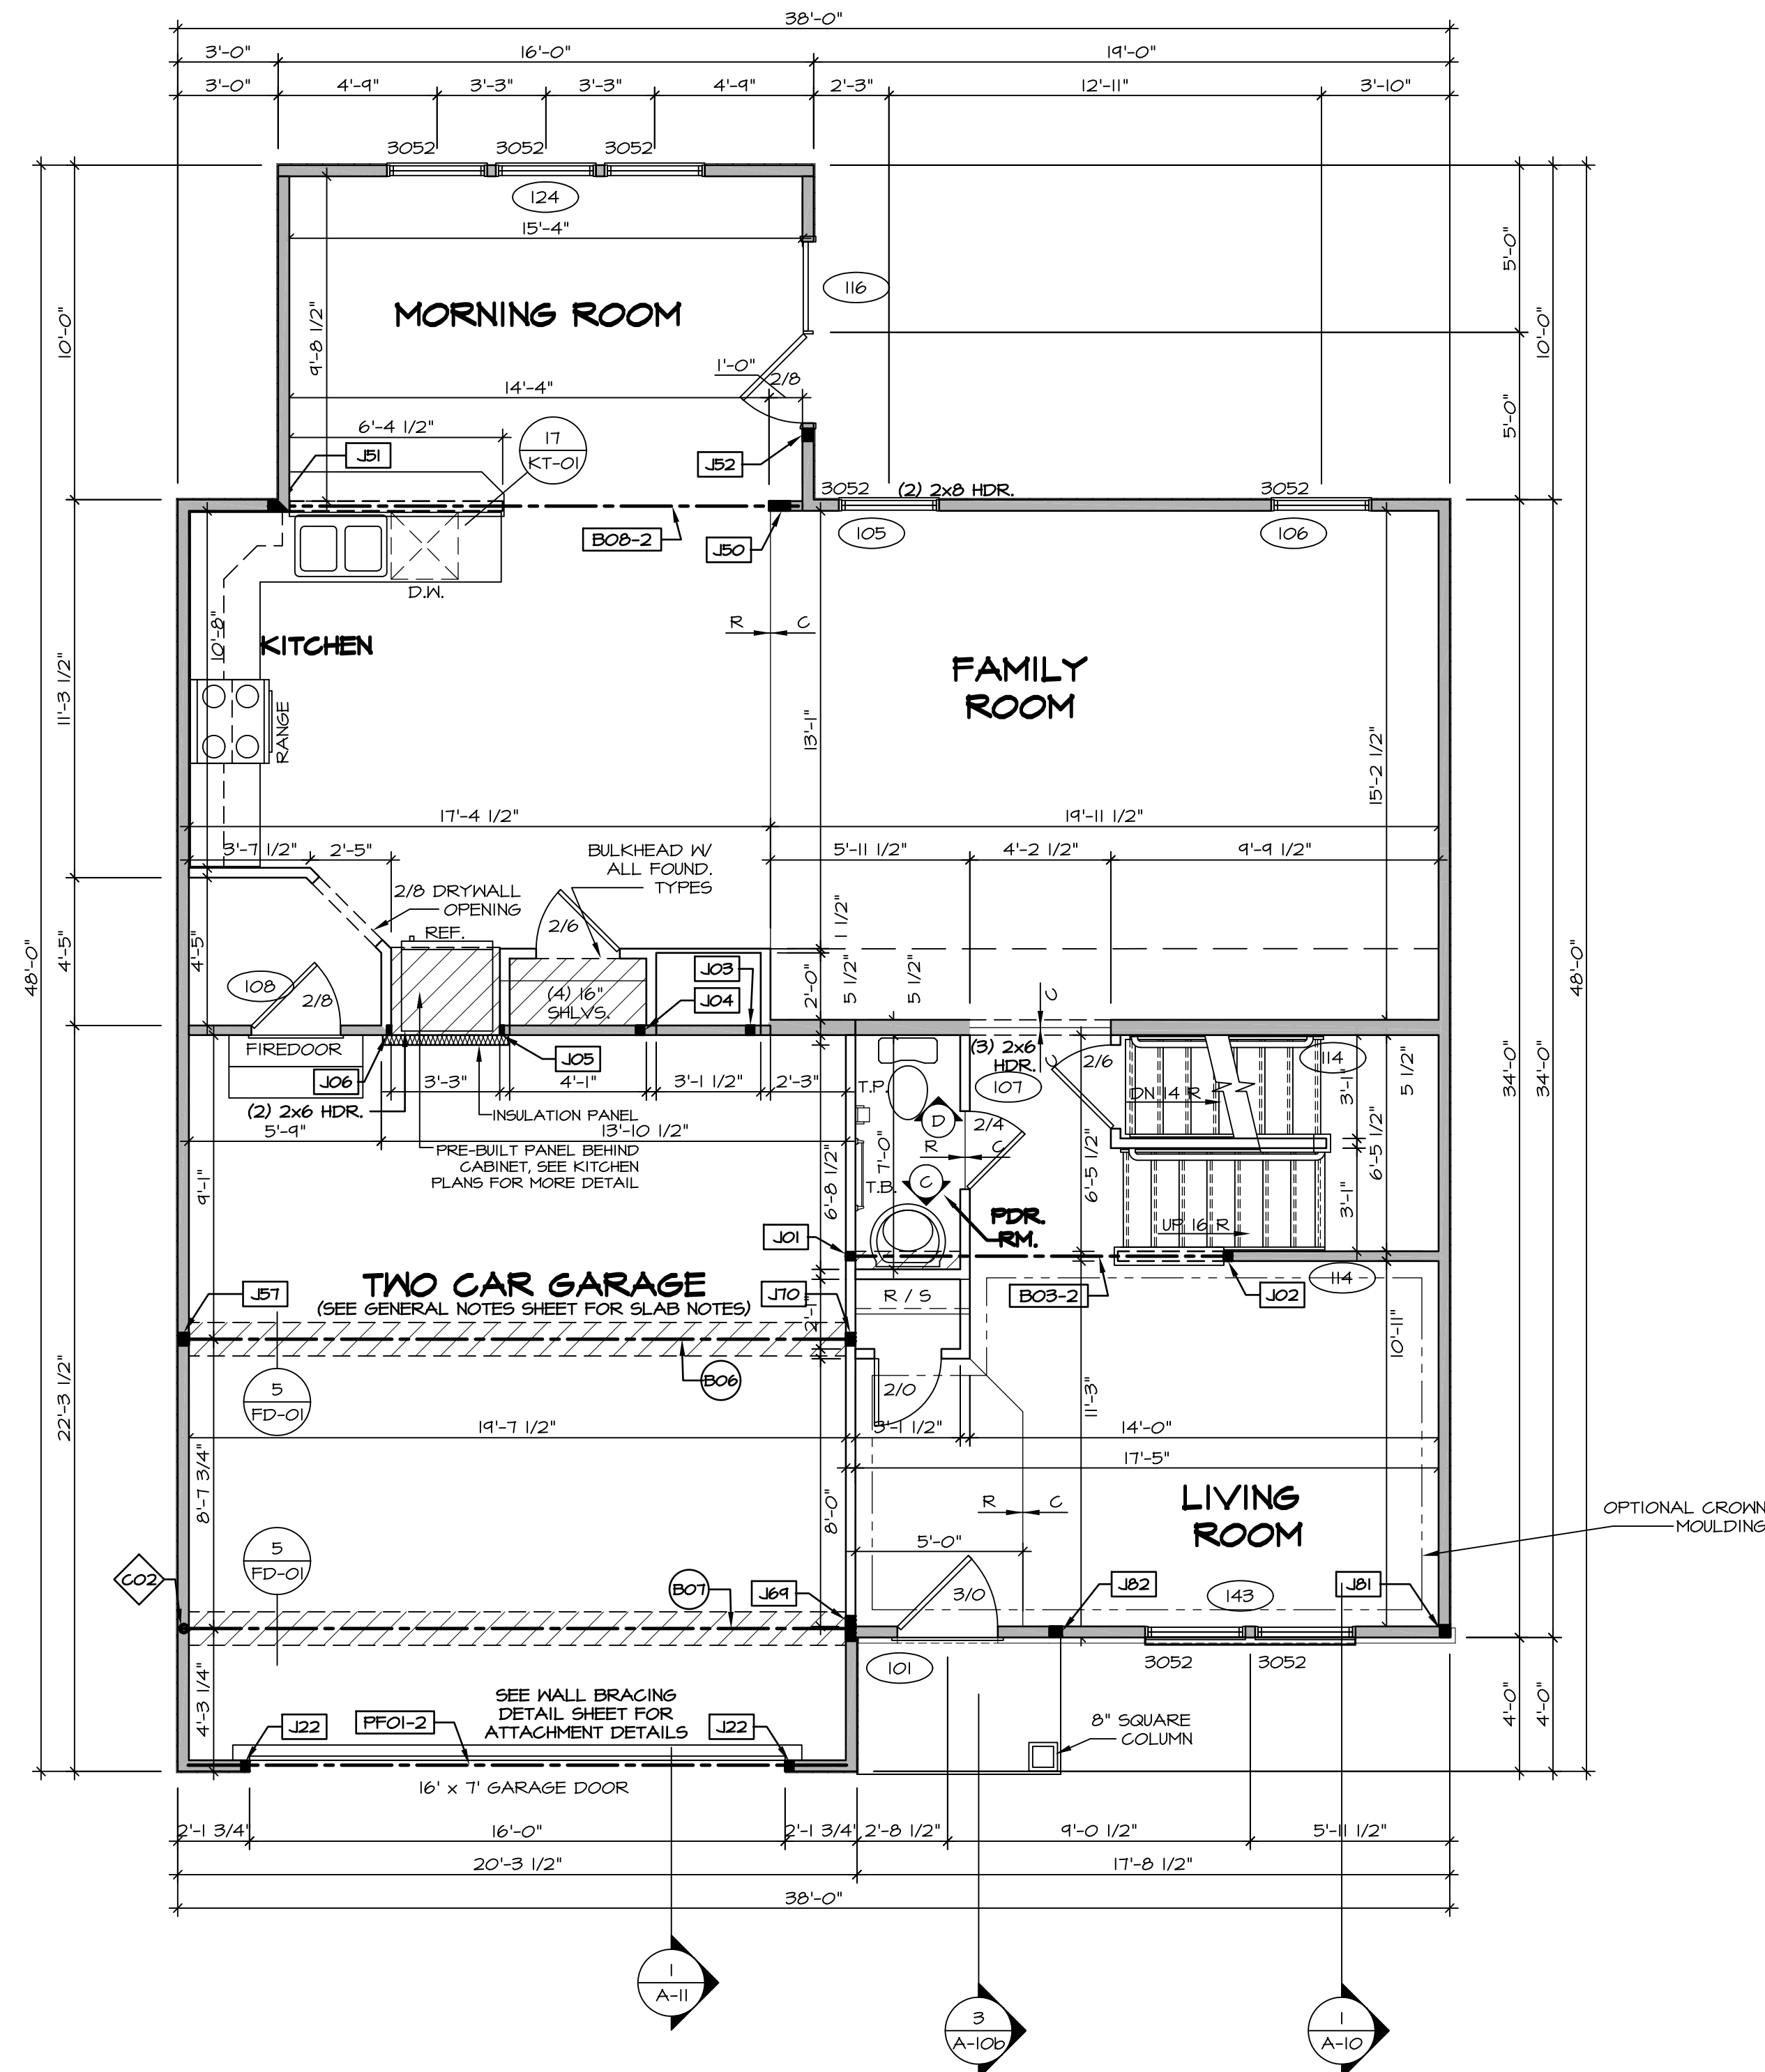 38'-0"
3'-0" 16'-0" 19'-0"
3'-0" 4'-9" 3'-3" 3'-3" 4'-9" 2'-3" 12'-11" 3'-10"
3052 3052 3052
124
15'-4"
5'-0"
116
MORNING ROOM
10'-0"
9'-8 1/2"
10'-0"
1'-0"
2/8
14'-4"
5'-0"
6'-4 1/2"
17
KT-01
J51
J52
3052 (2) 2x8 HDR. 3052
B08-2
J50
105
106
D.W.
R C
10'-8"
KITCHEN
FAMILY
ROOM
11'-3 1/2"
RANGE
13'-1"
15'-2 1/2"
17'-4 1/2" 19'-11 1/2"
3'-7 1/2" 2'-5"
BULKHEAD W/
ALL FOUND.
TYPES
5'-11 1/2" 4'-2 1/2" 9'-9 1/2"
2/8 DRYWALL
OPENING
REF.
2/6
1 1/2"
48'-0"
4'-5"
4'-5"
48'-0"
108
2/8
(4) 16"
SHLVS.
J03
J04
2'-0"
5 1/2"
5 1/2"
C
C
FIREDOOR
J05
J06
(3) 2x6
HDR.
2/6
114
34'-0"
34'-0"
3'-3" 4'-1" 3'-1 1/2" 2'-3"
T.P.
107
DN 14 R
3'-1"
5 1/2"
(2) 2x6 HDR.
INSULATION PANEL
D
2/4
5'-9" 13'-10 1/2"
PRE-BUILT PANEL BEHIND
CABINET, SEE KITCHEN
PLANS FOR MORE DETAIL
R C
7'-0"
6'-5 1/2"
6'-5 1/2"
9'-1"
6'-8 1/2"
T.B.
C
3'-1"
PDR.
RM.
UP 16 R
J01
TWO CAR GARAGE
(SEE GENERAL NOTES SHEET FOR SLAB NOTES)
J57
J70
R / S
B03-2
J02
114
B06
5
FD-01
2/0
10'-11"
11'-3"
22'-3 1/2"
19'-7 1/2" 3'-1 1/2" 14'-0"
17'-5"
8'-7 3/4"
8'-0"
LIVING
ROOM
R C
OPTIONAL CROWN
MOULDING
5'-0"
5
FD-01
C02
B07
J69
3/0
J82
143
J81
101
3052 3052
4'-3 1/4"
SEE WALL BRACING
DETAIL SHEET FOR
ATTACHMENT DETAILS
J22
PF01-2
J22
8" SQUARE
COLUMN
4'-0"
4'-0"
16' x 7' GARAGE DOOR
2'-1 3/4" 16'-0" 2'-1 3/4" 2'-8 1/2" 9'-0 1/2" 5'-11 1/2"
20'-3 1/2" 17'-8 1/2"
38'-0"
1
A-11
3
A-10b
1
A-10